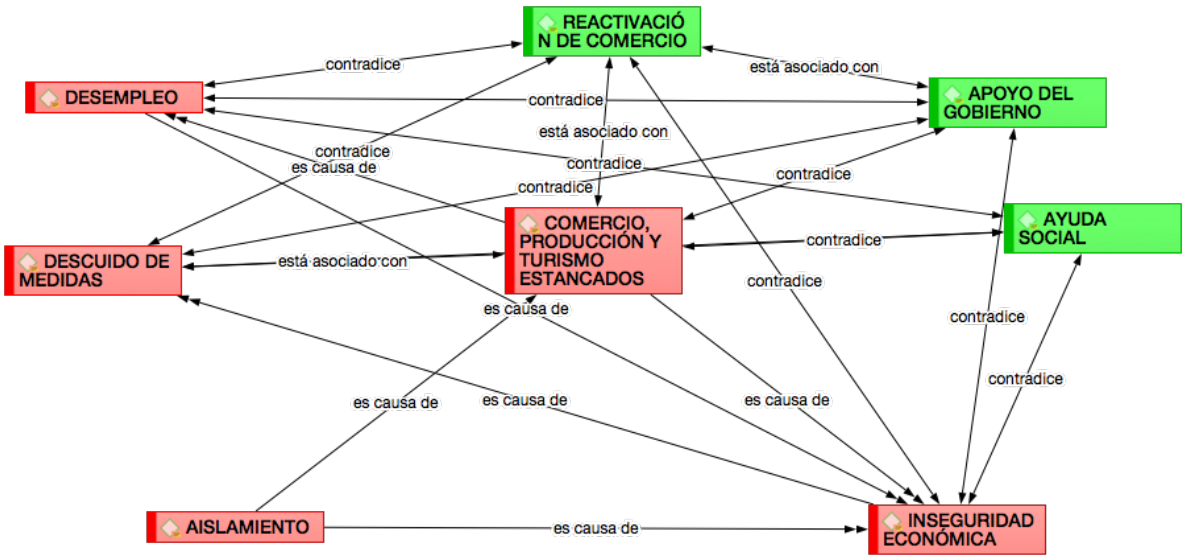 REACTIVACIÓ
N DE COMERCIO
contradice
está asociado con
DESEMPLEO
contradice
APOYO DEL
GOBIERNO
está asociado con
contradice
es causa de
contradice
contradice
contradice
COMERCIO,
PRODUCCIÓN Y
TURISMO
ESTANCADOS
AYUDA
SOCIAL
contradice
DESCUIDO DE
MEDIDAS
está asociado con
contradice
es causa de
contradice
contradice
es causa de
es causa de
es causa de
AISLAMIENTO
es causa de
INSEGURIDAD
ECONÓMICA